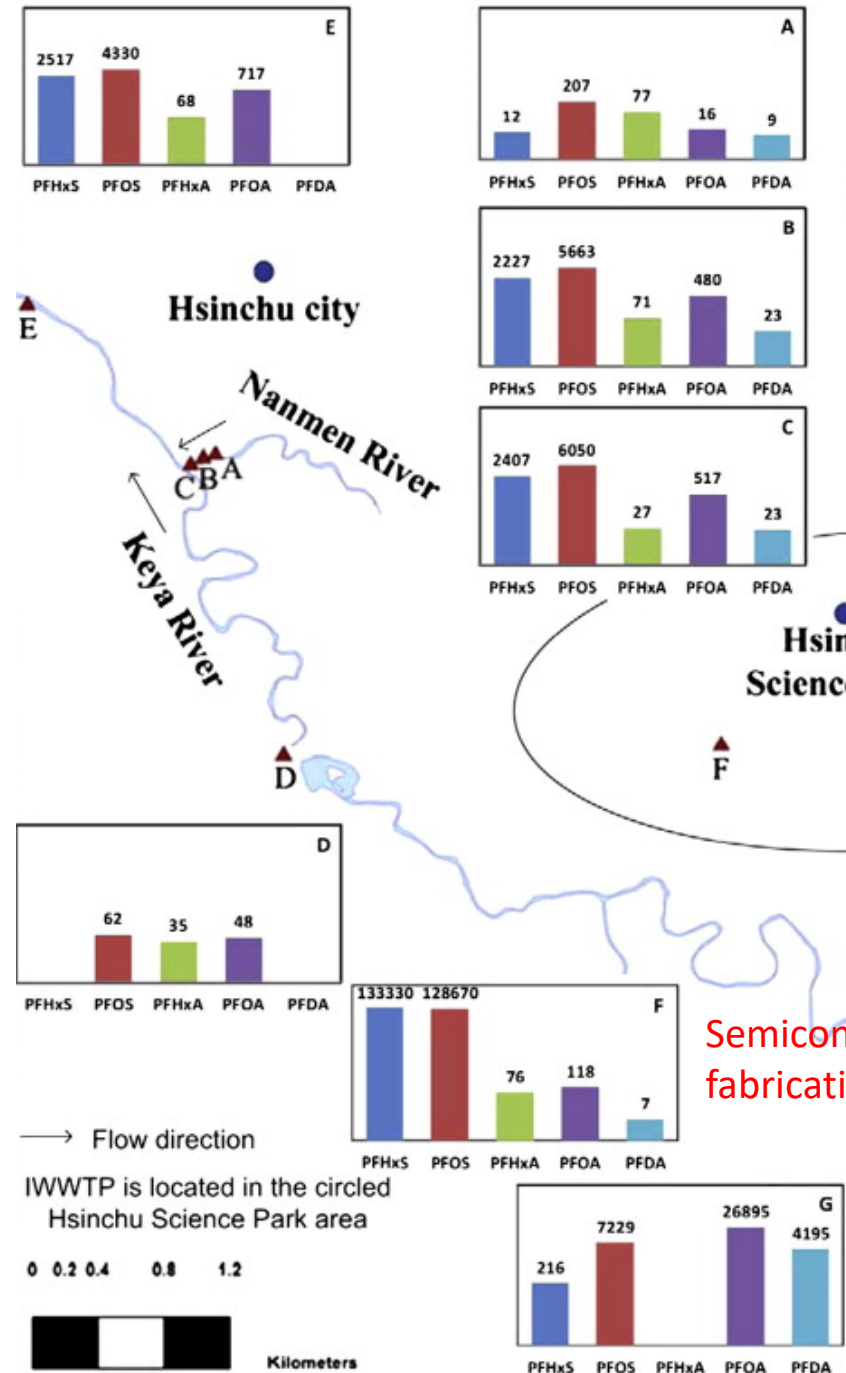 E
2517 4330 68 717
PFHxS PFOS PFHxA PFOA PFDA
A
12 207 77 16 9
PFHxS PFOS PFHxA PFOA PFDA
B
2227 5663 71 480 23
PFHxS PFOS PFHxA PFOA PFDA
C
2407 6050 27 517 23
PFHxS PFOS PFHxA PFOA PFDA
Hsinchu city
E
Nanmen River
C B A
Keya River
Hsin
Scienc
F
D
D
62 35 48
PFHxS PFOS PFHxA PFOA PFDA
F
133330 128670 76 118 7
PFHxS PFOS PFHxA PFOA PFDA
Semicon
fabricati
Flow direction
IWWTP is located in the circled
Hsinchu Science Park area
0 0.2 0.4 0.8 1.2
Kilometers
G
216 7229 26895 4195
PFHxS PFOS PFHxA PFOA PFDA